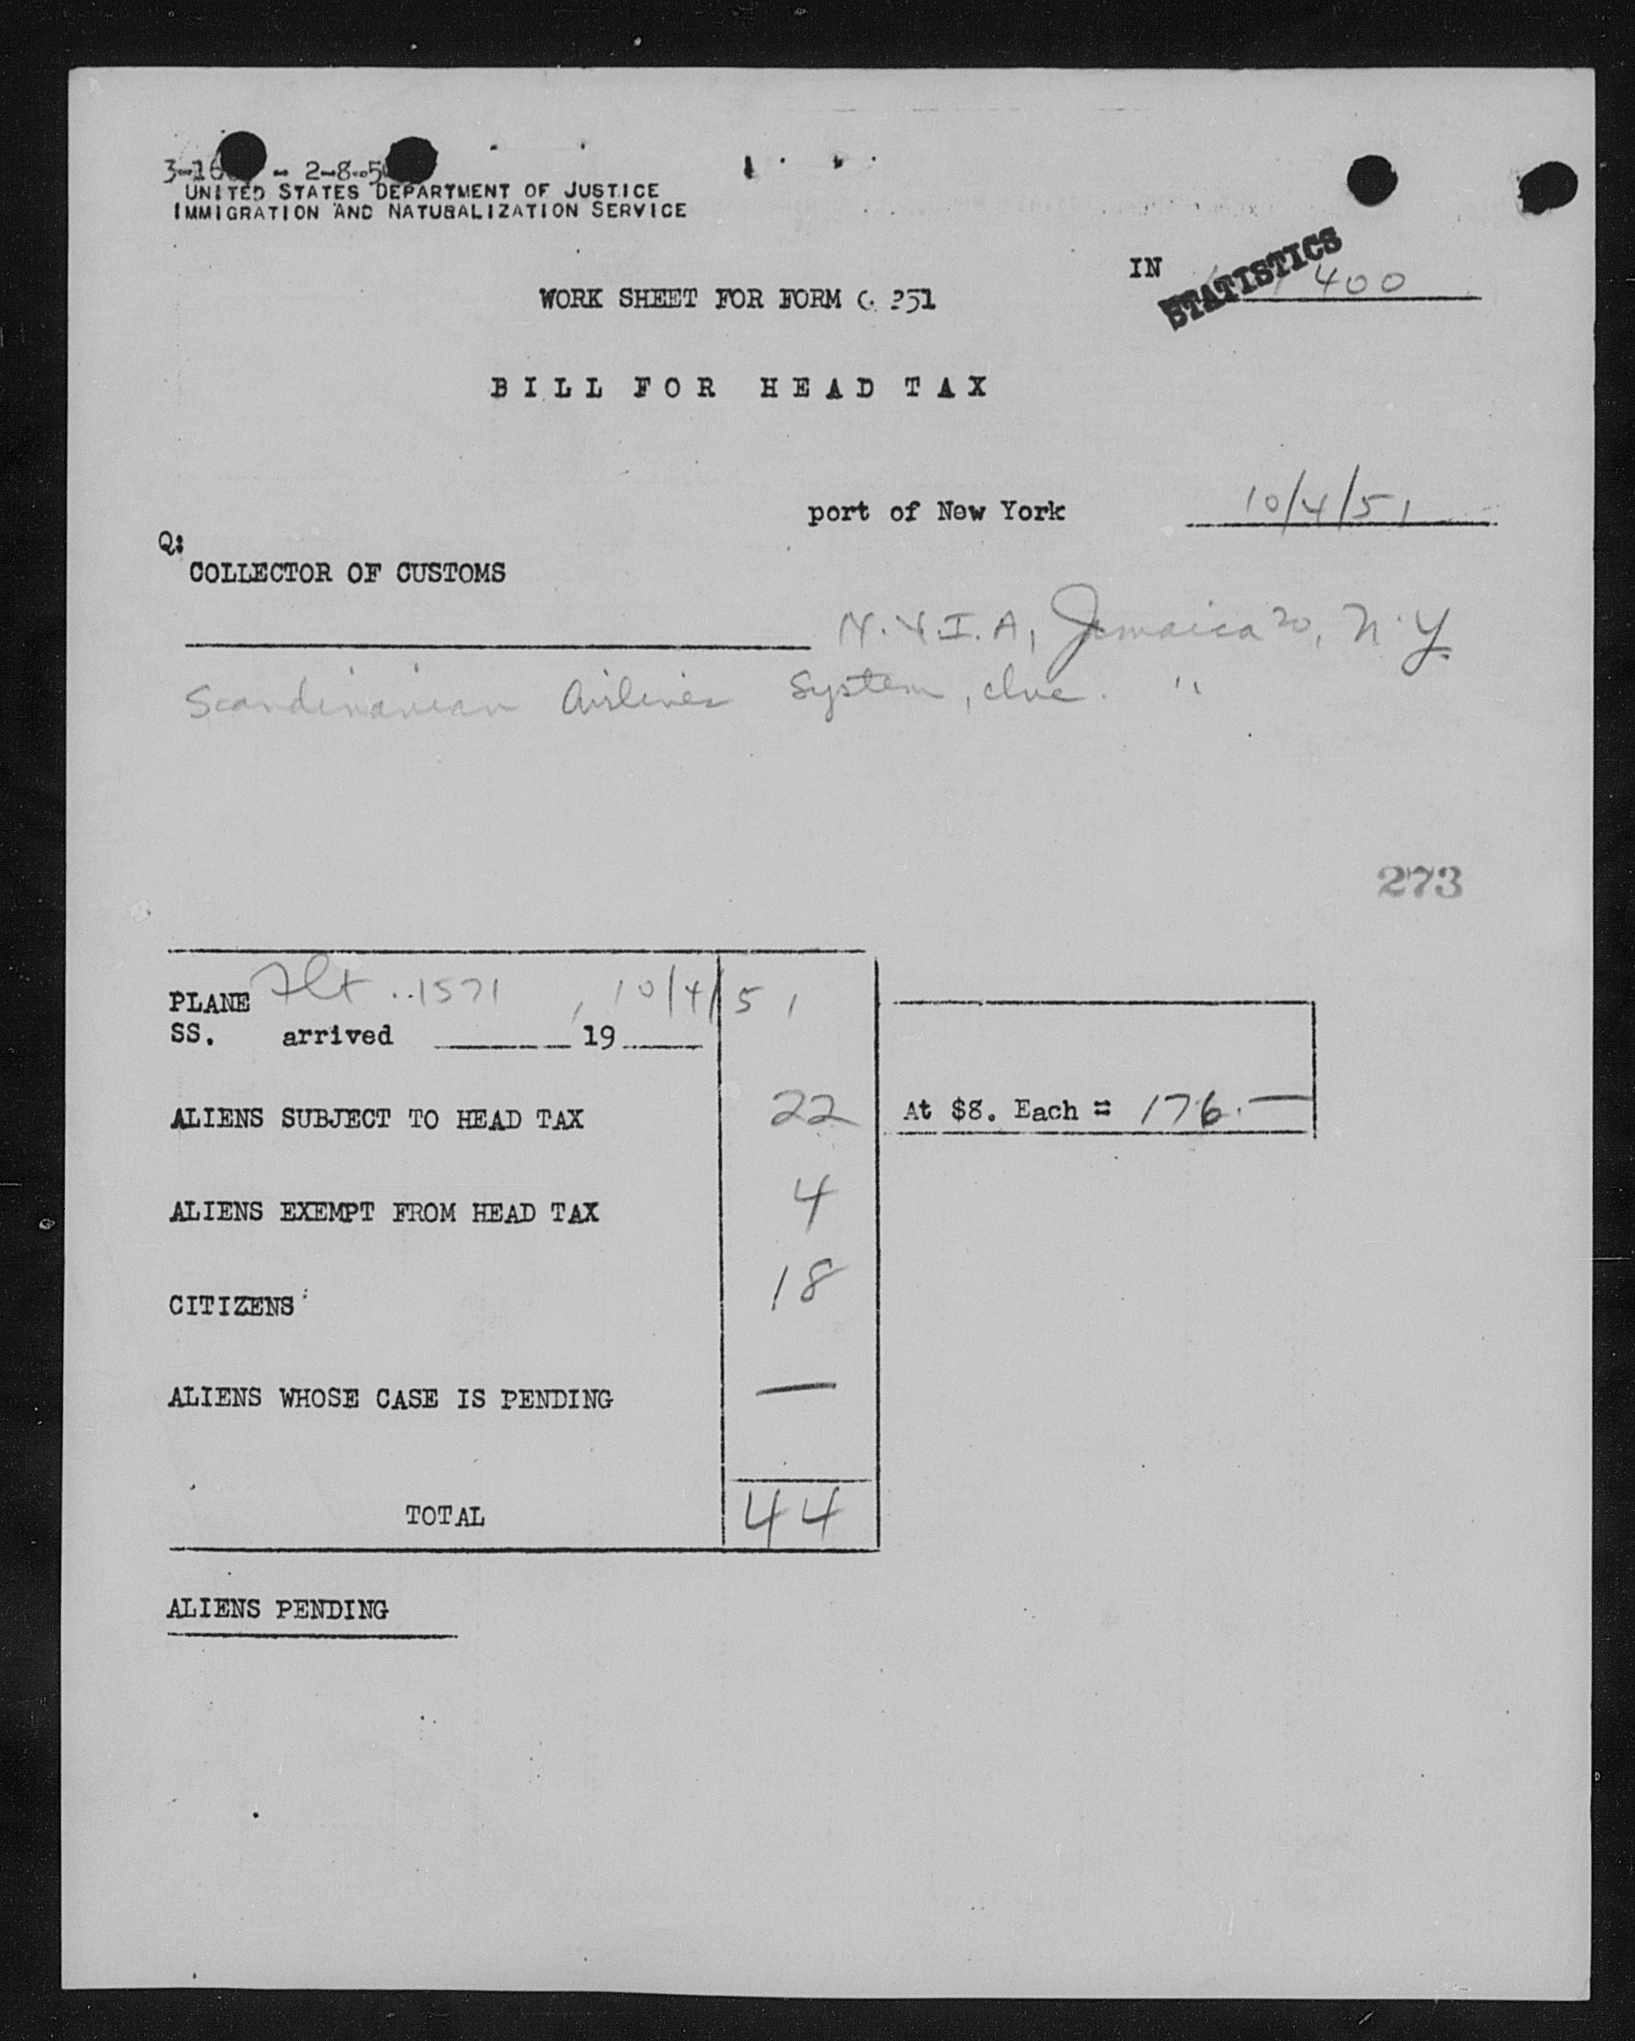 - 2-8-5
UNITED STATES DEPARTMENT OF JUSTICE
IMMIGRATION AND NATURALIZATION SERVICE
IN 400
STATISTICS
WORK SHEET FOR FORM G 251
BILL FOR HEAD TAX
port of New York 10/4/51
Q:
COLLECTOR OF CUSTOMS
N.Y.I.A, Jamaica 20, N.Y.
Scandinavian Airlines System, Inc. "
273
PLANE Flt. 1571, 10/4/51
SS. arrived 19
ALIENS SUBJECT TO HEAD TAX 22 At $8. Each = 176.—
ALIENS EXEMPT FROM HEAD TAX 4
CITIZENS 18
ALIENS WHOSE CASE IS PENDING —
TOTAL 44
ALIENS PENDING